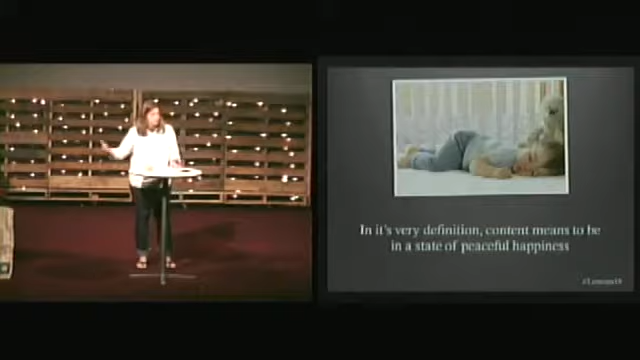 In it's very definition, content means to be
in a state of peaceful happiness